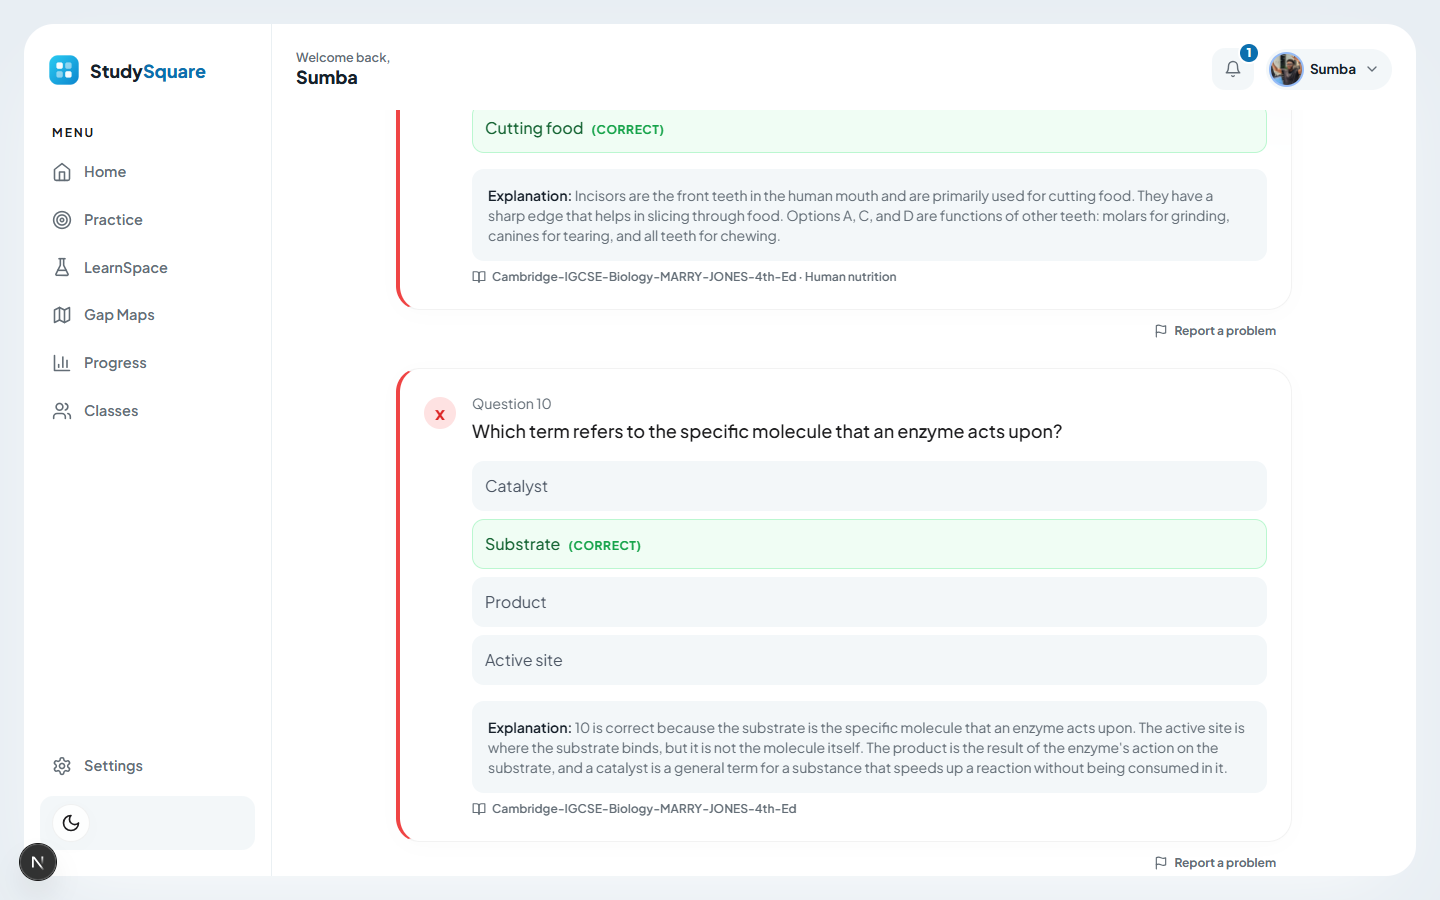 StudySquare
MENU
Home
Practice
LearnSpace
Gap Maps
Progress
Classes
Settings
N
Welcome back,
Sumba
1
Sumba
Cutting food (CORRECT)
Explanation: Incisors are the front teeth in the human mouth and are primarily used for cutting food. They have a
sharp edge that helps in slicing through food. Options A, C, and D are functions of other teeth: molars for grinding,
canines for tearing, and all teeth for chewing.
Cambridge-IGCSE-Biology-MARRY-JONES-4th-Ed · Human nutrition
Report a problem
X
Question 10
Which term refers to the specific molecule that an enzyme acts upon?
Catalyst
Substrate (CORRECT)
Product
Active site
Explanation: 10 is correct because the substrate is the specific molecule that an enzyme acts upon. The active site is
where the substrate binds, but it is not the molecule itself. The product is the result of the enzyme's action on the
substrate, and a catalyst is a general term for a substance that speeds up a reaction without being consumed in it.
Cambridge-IGCSE-Biology-MARRY-JONES-4th-Ed
Report a problem